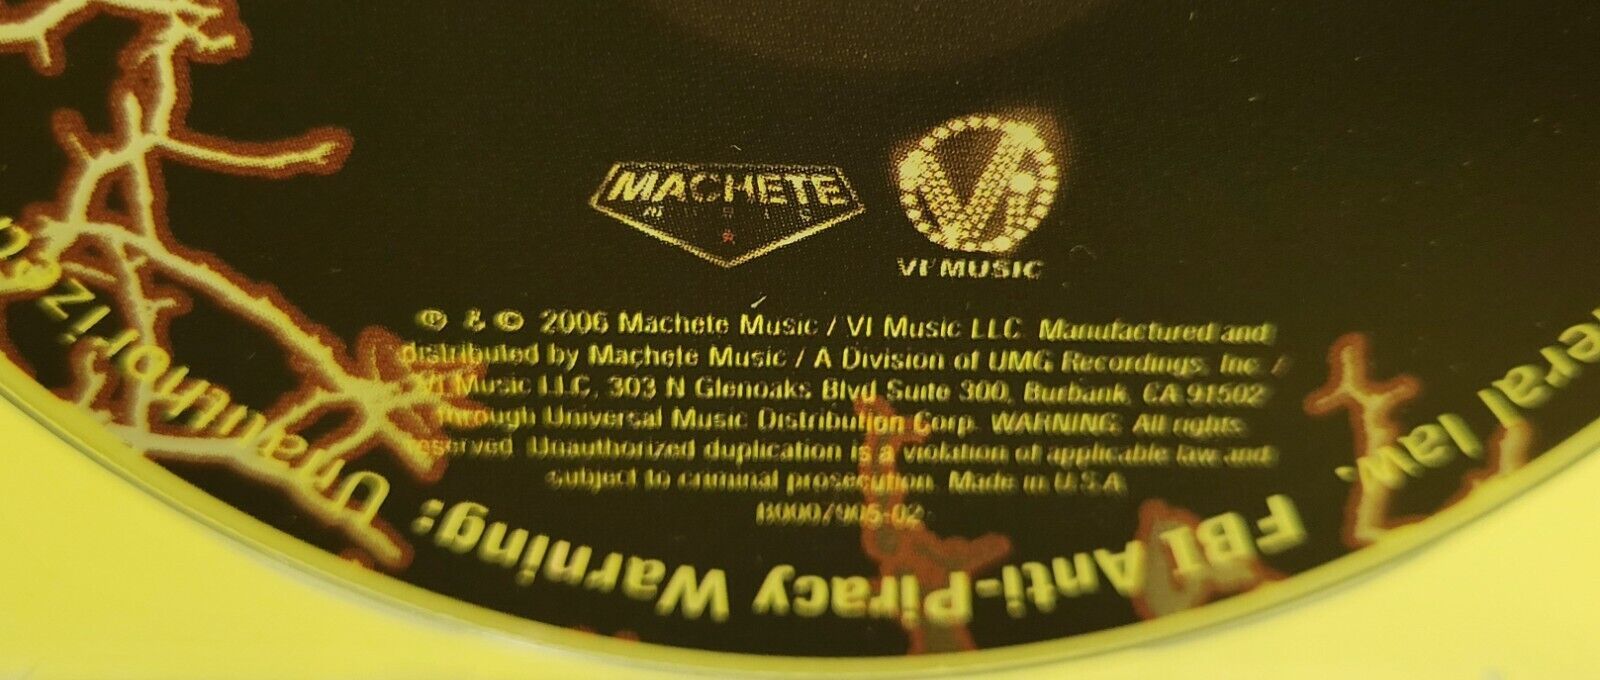 MACHETE
MUSIC
Vi
VI MUSIC
℗ & © 2006 Machete Music / VI Music LLC. Manufactured and
distributed by Machete Music / A Division of UMG Recordings, Inc. /
VI Music LLC, 303 N Glenoaks Blvd Suite 300, Burbank, CA 91502
through Universal Music Distribution Corp. WARNING: All rights
reserved. Unauthorized duplication is a violation of applicable law and
subject to criminal prosecution. Made in U.S.A.
B0007905-02
FBI Anti-Piracy Warning: Unauthoriz
eral law.